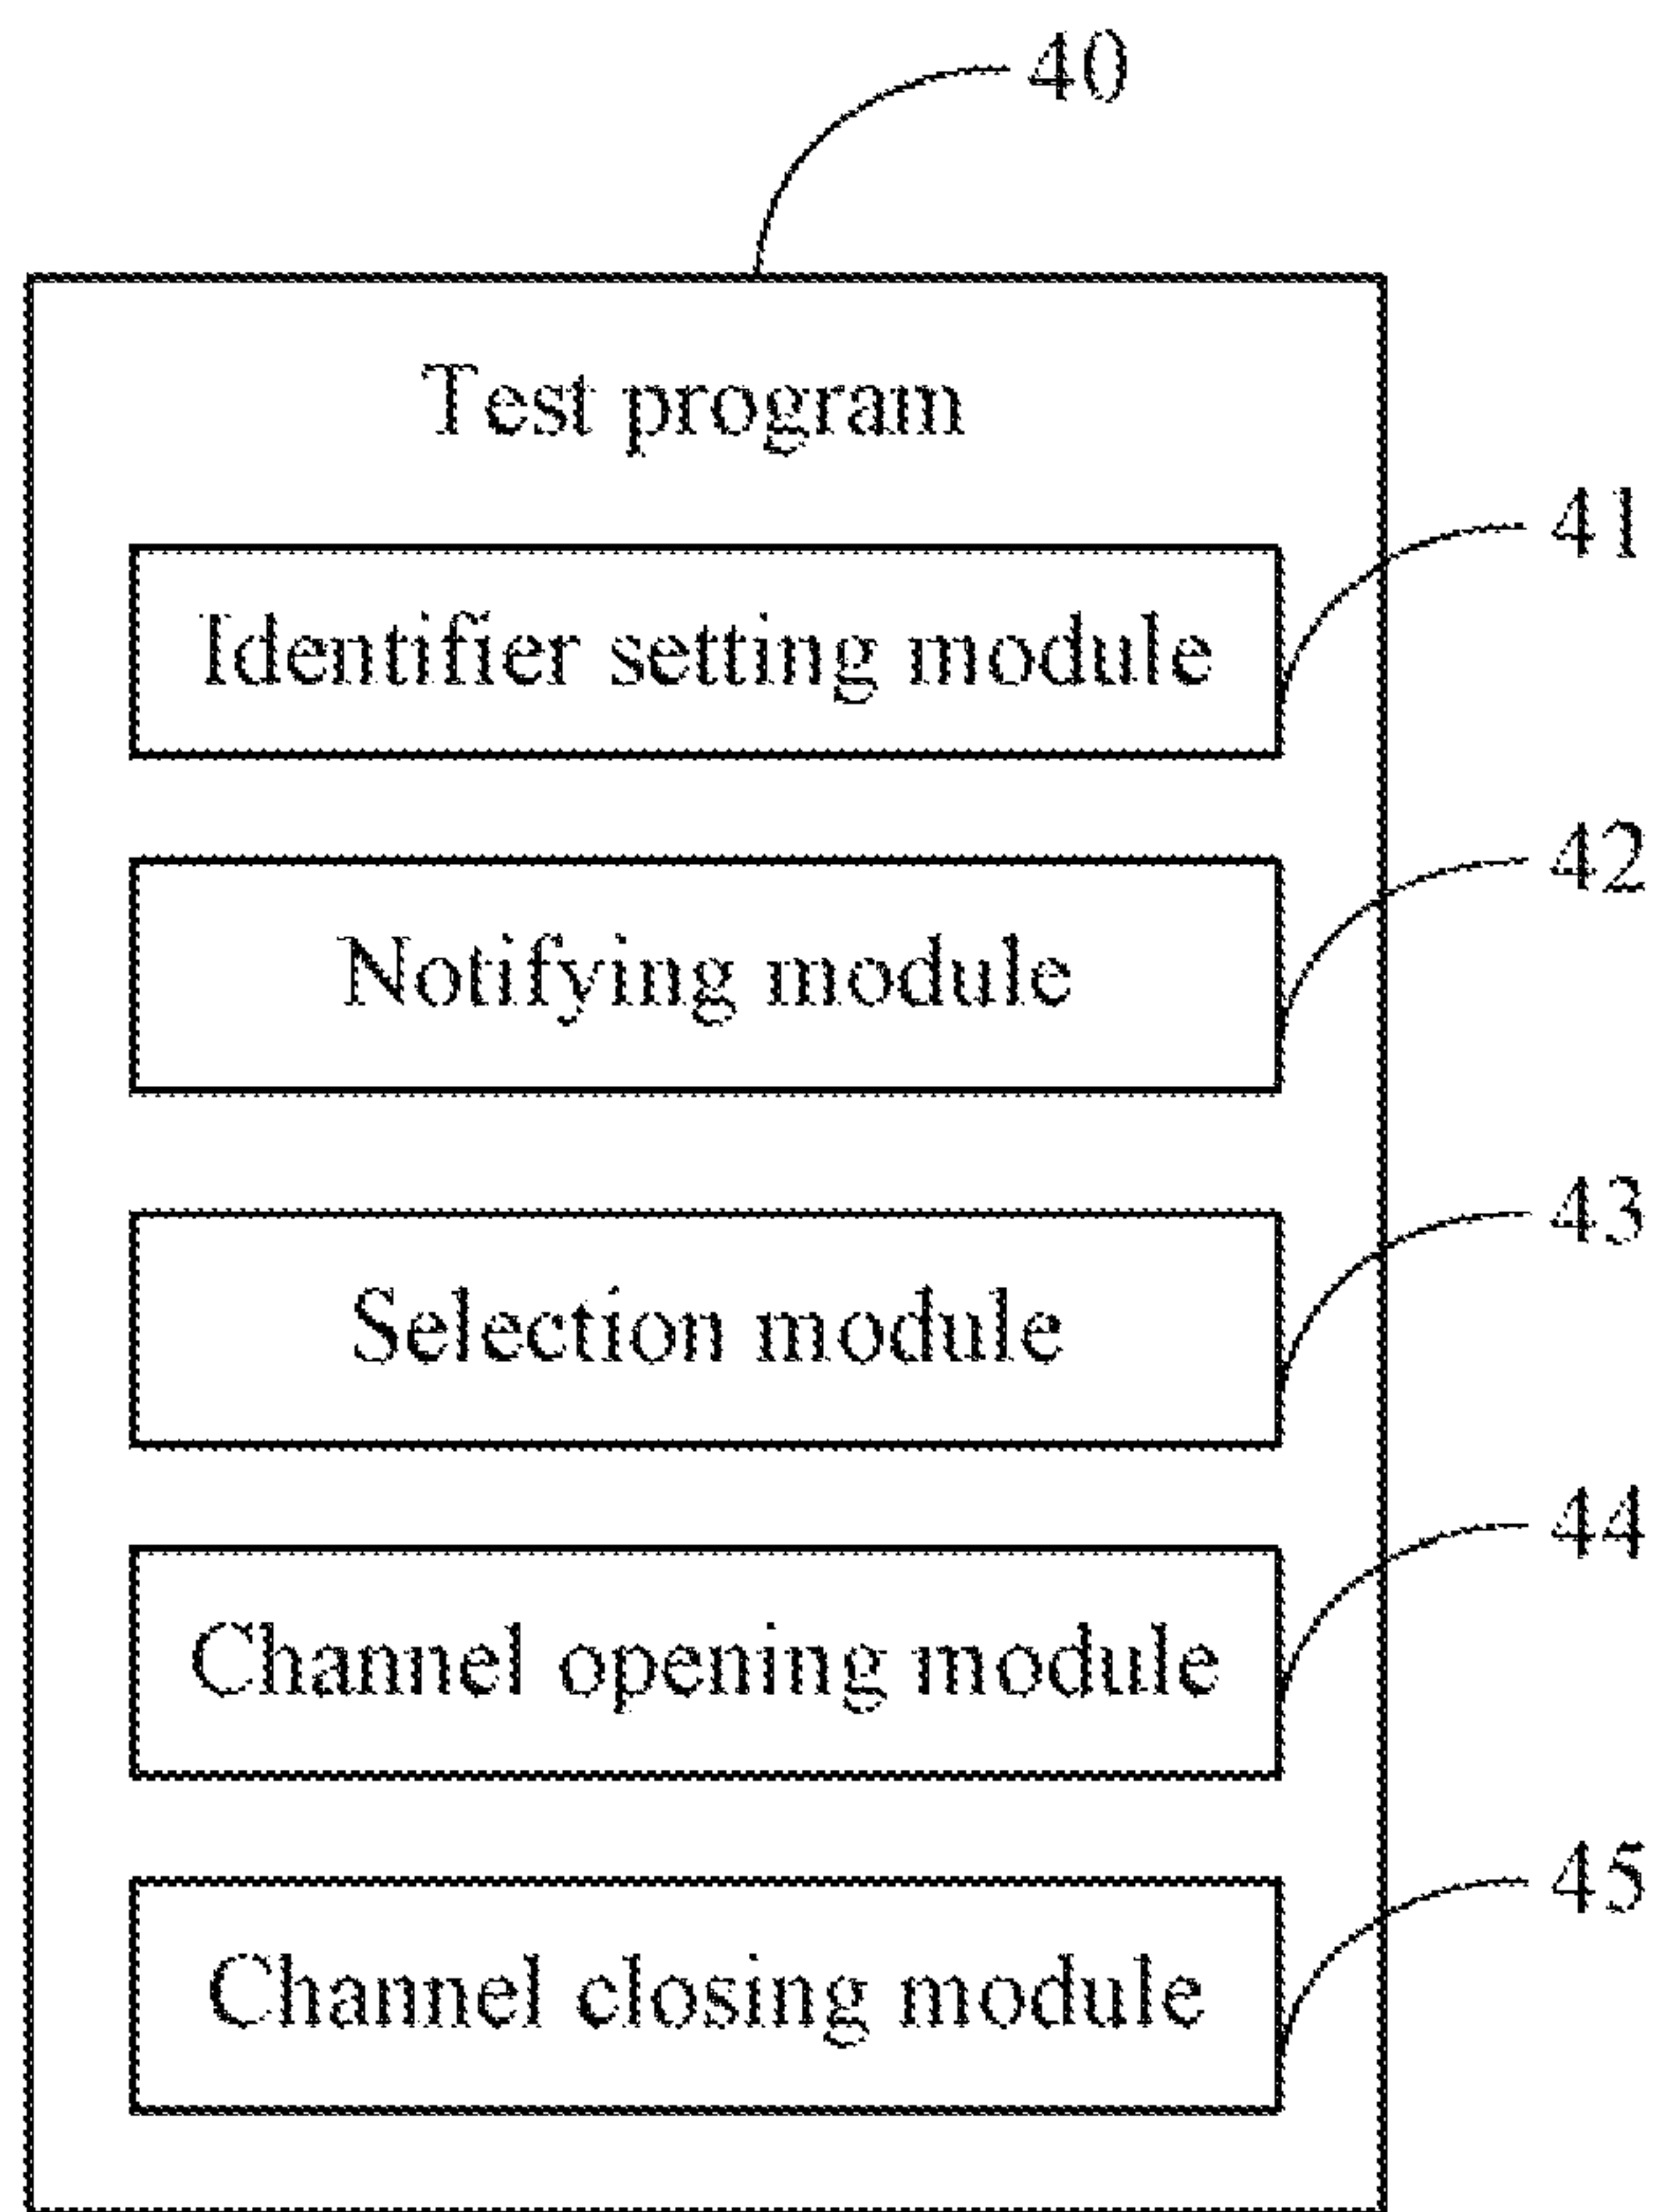 40
Test program
41
Identifier setting module
42
Notifying module
43
Selection module
44
Channel opening module
45
Channel closing module